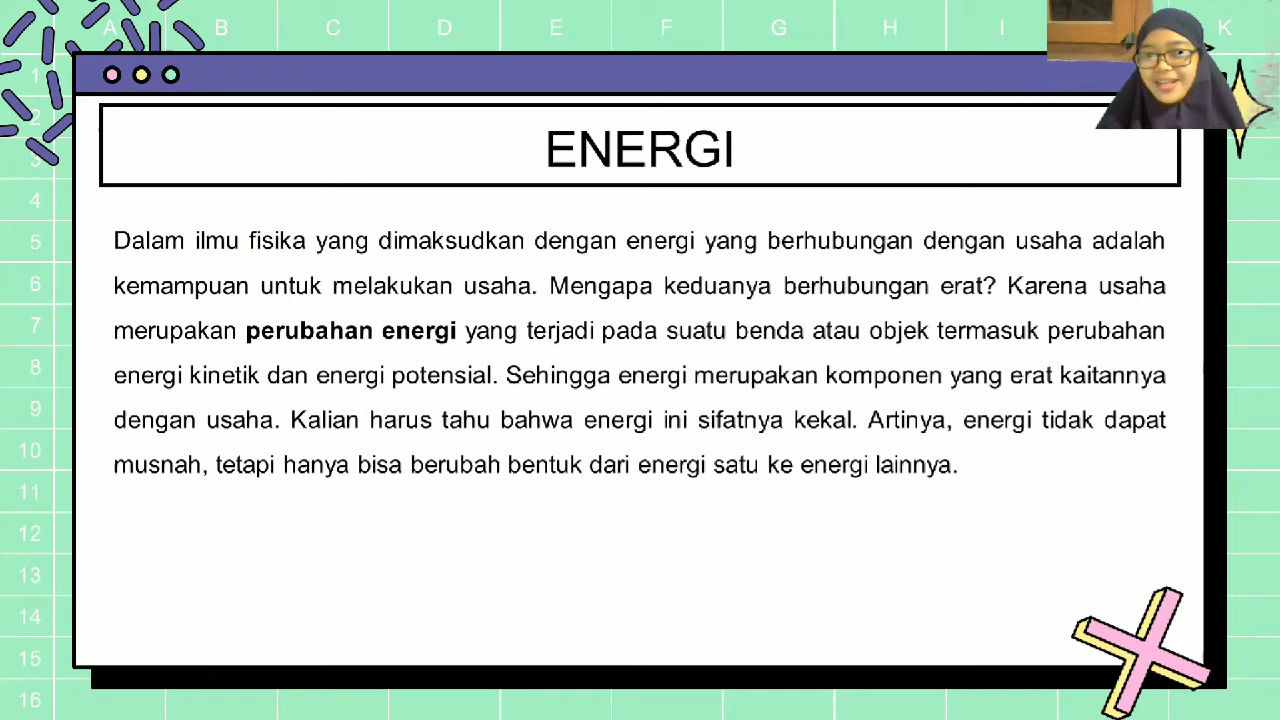 A B C D E F G H I K
1
2
3
4
5
6
7
8
9
10
11
12
13
14
15
16
ENERGI
Dalam ilmu fisika yang dimaksudkan dengan energi yang berhubungan dengan usaha adalah
kemampuan untuk melakukan usaha. Mengapa keduanya berhubungan erat? Karena usaha
merupakan perubahan energi yang terjadi pada suatu benda atau objek termasuk perubahan
energi kinetik dan energi potensial. Sehingga energi merupakan komponen yang erat kaitannya
dengan usaha. Kalian harus tahu bahwa energi ini sifatnya kekal. Artinya, energi tidak dapat
musnah, tetapi hanya bisa berubah bentuk dari energi satu ke energi lainnya.